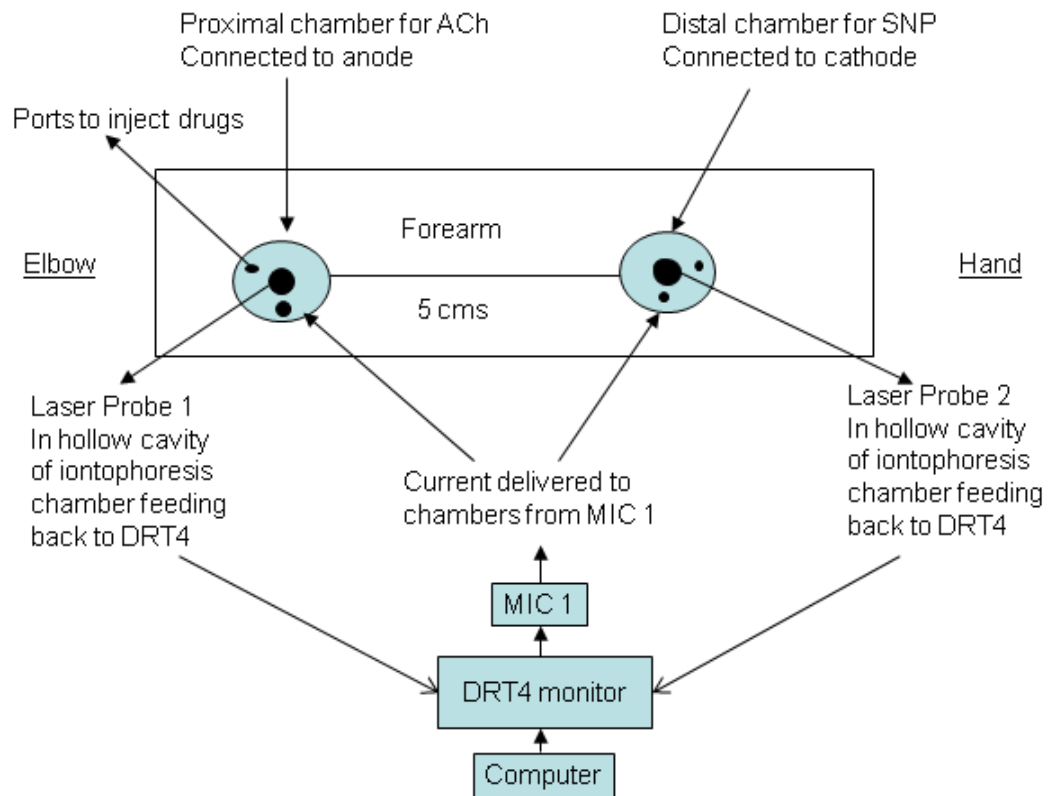 Proximal chamber for ACh
Connected to anode
Distal chamber for SNP
Connected to cathode
Ports to inject drugs
Forearm
Elbow
Hand
5 cms
Laser Probe 1
In hollow cavity
of iontophoresis
chamber feeding
back to DRT4
Current delivered to
chambers from MIC 1
Laser Probe 2
In hollow cavity
of iontophoresis
chamber feeding
back to DRT4
MIC 1
DRT4 monitor
Computer